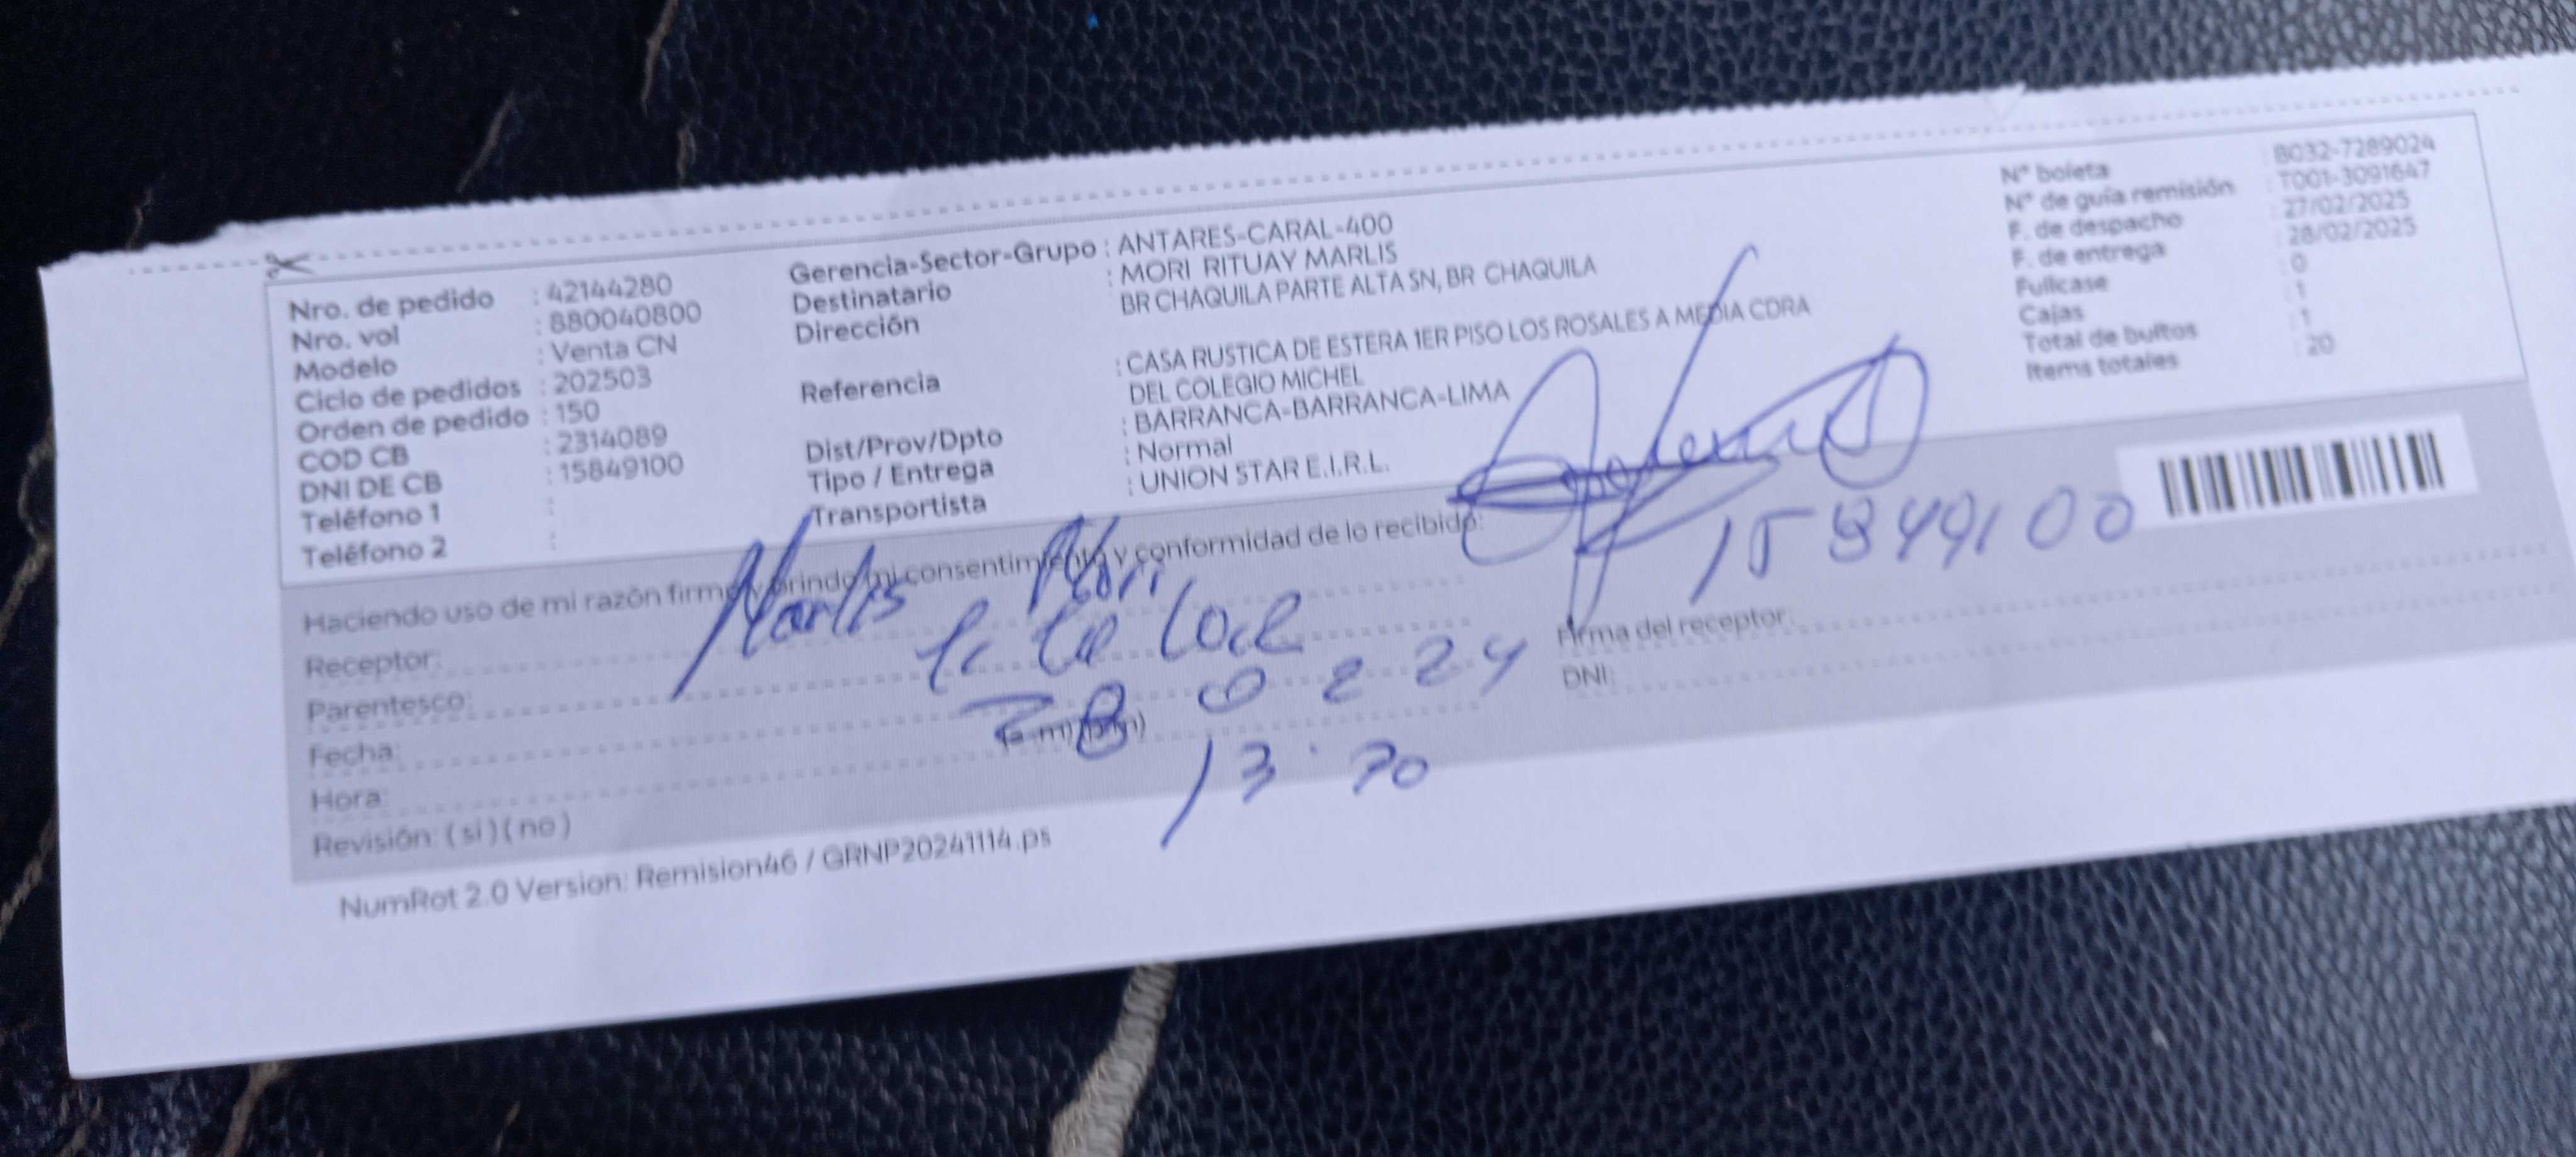 Nro. de pedido : 42144280
Nro. vol : 880040800
Modelo : Venta CN
Ciclo de pedidos : 202503
Orden de pedido : 150
COD CB : 2314089
DNI DE CB : 15849100
Teléfono 1 :
Teléfono 2 :
Gerencia-Sector-Grupo : ANTARES-CARAL-400
Destinatario : MORI RITUAY MARLIS
Dirección BR CHAQUILA PARTE ALTA SN, BR CHAQUILA
Referencia : CASA RUSTICA DE ESTERA 1ER PISO LOS ROSALES A MEDIA CDRA
DEL COLEGIO MICHEL
Dist/Prov/Dpto : BARRANCA-BARRANCA-LIMA
Tipo / Entrega : Normal
Transportista : UNION STAR E.I.R.L.
N° boleta : B032-7289024
N° de guía remisión : T001-3091647
F. de despacho : 27/02/2025
F. de entrega : 28/02/2025
Fullcase : 0
Cajas : 1
Total de bultos : 1
Items totales : 20
Haciendo uso de mi razón firmo y brindo mi consentimiento y conformidad de lo recibido:
Receptor: Marlis Mori
Parentesco:
Fecha: 28 02 24
Hora: (a.m) (p.m)
13
Revisión: (si) (no)
15849100
Firma del receptor:
DNI:
NumRot 2.0 Version: Remision46 / GRNP20241114.ps